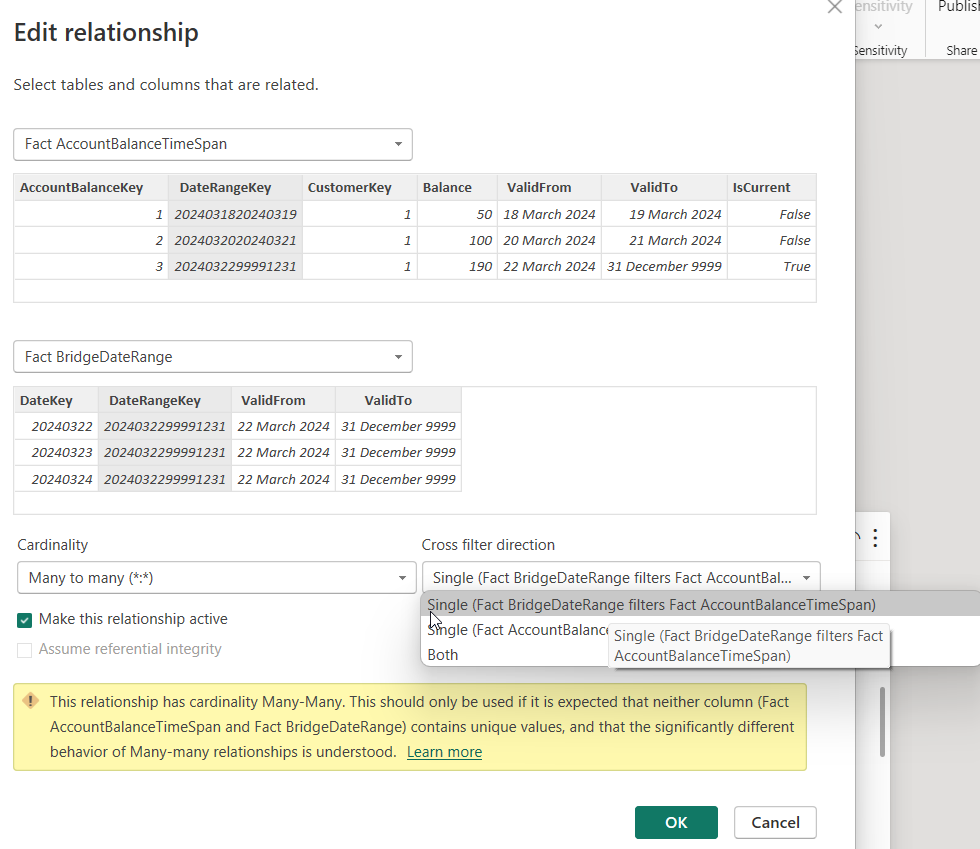 ensitivity
Publis
Sensitivity
Share
Edit relationship
Select tables and columns that are related.
Fact AccountBalanceTimeSpan
AccountBalanceKey DateRangeKey CustomerKey Balance ValidFrom ValidTo IsCurrent
1 2024031820240319 1 50 18 March 2024 19 March 2024 False
2 2024032020240321 1 100 20 March 2024 21 March 2024 False
3 2024032299991231 1 190 22 March 2024 31 December 9999 True
Fact BridgeDateRange
DateKey DateRangeKey ValidFrom ValidTo
20240322 2024032299991231 22 March 2024 31 December 9999
20240323 2024032299991231 22 March 2024 31 December 9999
20240324 2024032299991231 22 March 2024 31 December 9999
Cardinality
Cross filter direction
Many to many (*:*)
Single (Fact BridgeDateRange filters Fact AccountBal...
Single (Fact BridgeDateRange filters Fact AccountBalanceTimeSpan)
Single (Fact AccountBalance
Both
Single (Fact BridgeDateRange filters Fact
AccountBalanceTimeSpan)
Make this relationship active
Assume referential integrity
This relationship has cardinality Many-Many. This should only be used if it is expected that neither column (Fact
AccountBalanceTimeSpan and Fact BridgeDateRange) contains unique values, and that the significantly different
behavior of Many-many relationships is understood. Learn more
OK
Cancel